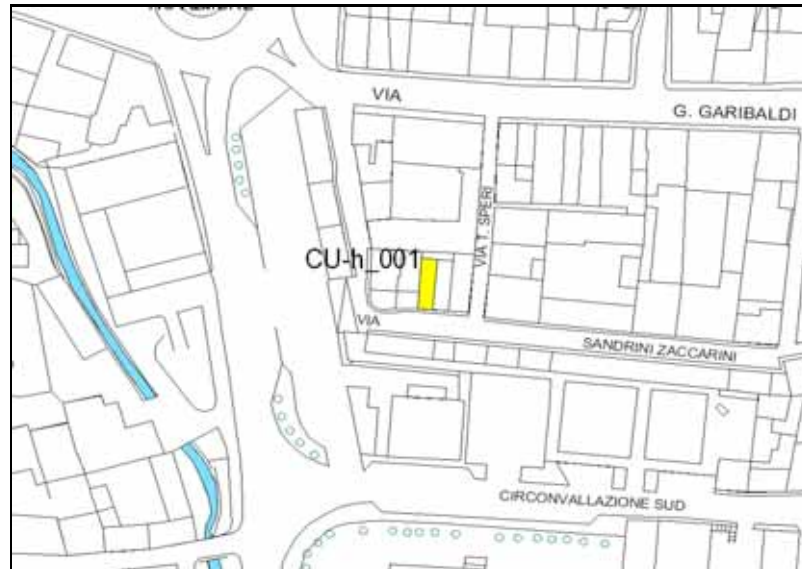 VIA
G. GARIBALDI
VIA T. SPERI
CU-h_001
VIA
SANDRINI ZACCARINI
CIRCONVALLAZIONE SUD